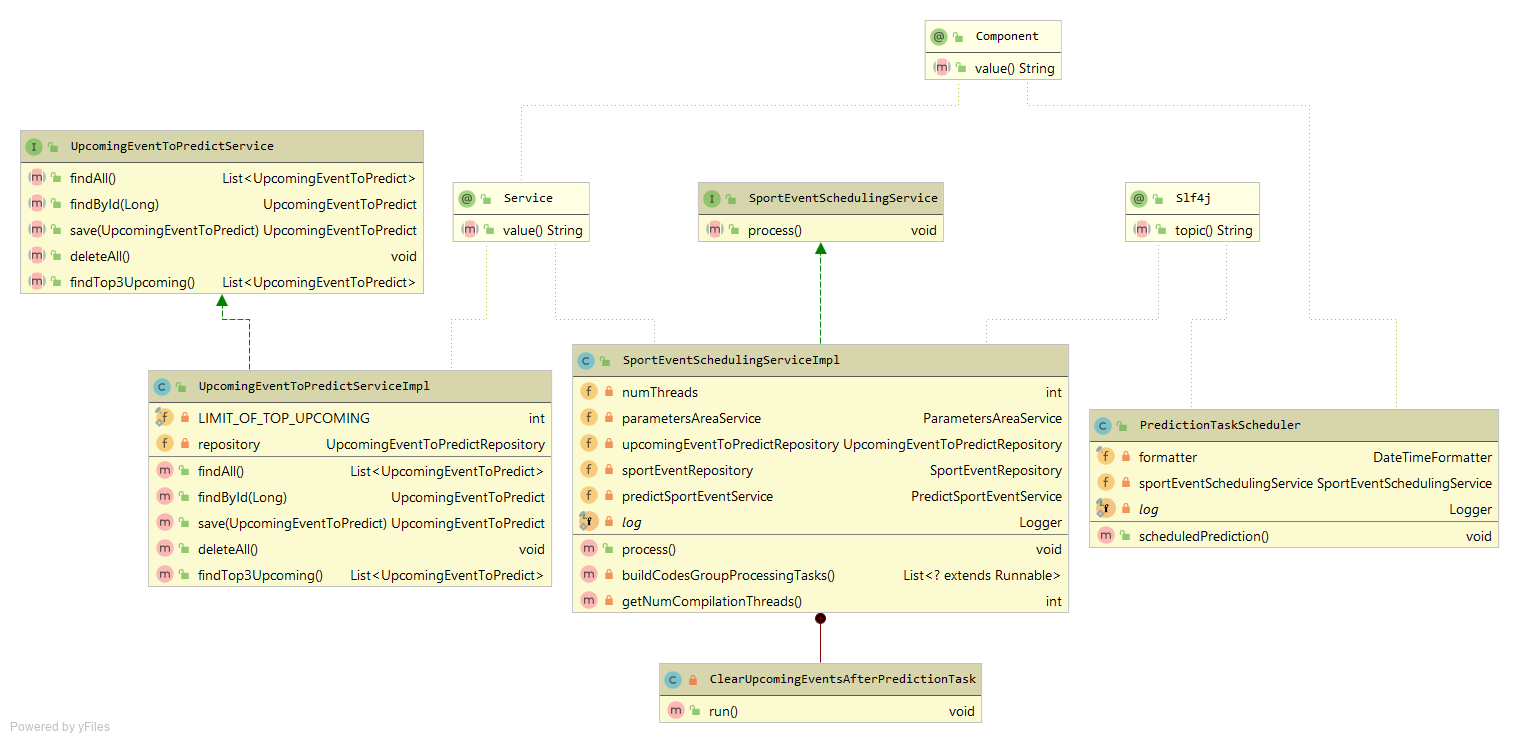 @ Component
m value() String
I UpcomingEventToPredictService
m findAll() List<UpcomingEventToPredict>
m findById(Long) UpcomingEventToPredict
m save(UpcomingEventToPredict) UpcomingEventToPredict
m deleteAll() void
m findTop3Upcoming() List<UpcomingEventToPredict>
@ Service
m value() String
I SportEventSchedulingService
m process() void
@ Slf4j
m topic() String
C UpcomingEventToPredictServiceImpl
f LIMIT_OF_TOP_UPCOMING int
f repository UpcomingEventToPredictRepository
m findAll() List<UpcomingEventToPredict>
m findById(Long) UpcomingEventToPredict
m save(UpcomingEventToPredict) UpcomingEventToPredict
m deleteAll() void
m findTop3Upcoming() List<UpcomingEventToPredict>
C SportEventSchedulingServiceImpl
f numThreads int
f parametersAreaService ParametersAreaService
f upcomingEventToPredictRepository UpcomingEventToPredictRepository
f sportEventRepository SportEventRepository
f predictSportEventService PredictSportEventService
f log Logger
m process() void
m buildCodesGroupProcessingTasks() List<? extends Runnable>
m getNumCompilationThreads() int
C PredictionTaskScheduler
f formatter DateTimeFormatter
f sportEventSchedulingService SportEventSchedulingService
f log Logger
m scheduledPrediction() void
C ClearUpcomingEventsAfterPredictionTask
m run() void
Powered by yFiles